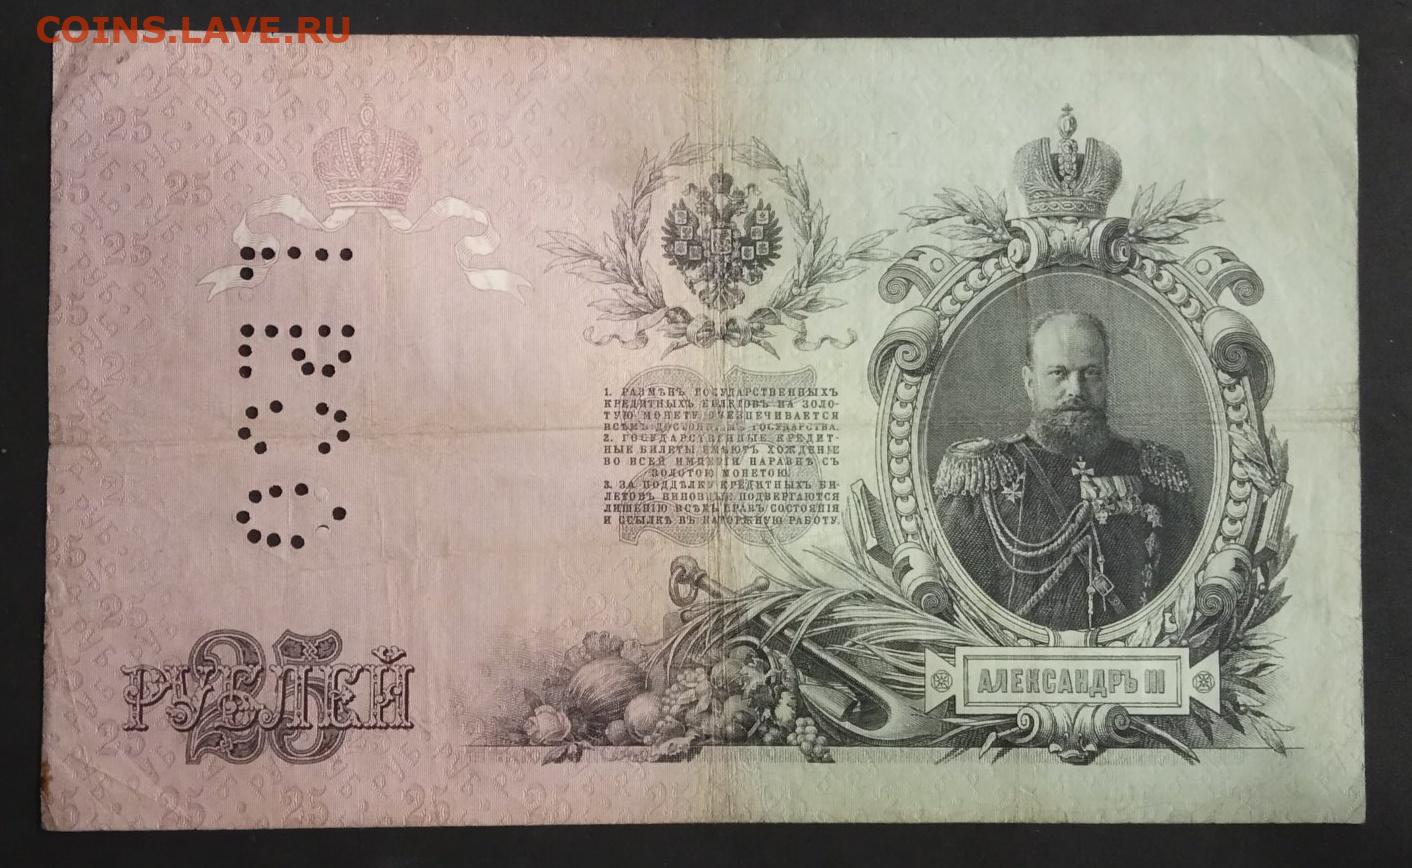 COINS.LAVE.RU
ГБСО
1. РАЗМѢНЪ ГОСУДАРСТВЕННЫХЪ
КРЕДИТНЫХЪ БИЛЕТОВЪ НА ЗОЛО-
ТУЮ МОНЕТУ ОБЕЗПЕЧИВАЕТСЯ
ВСѢМЪ ДОСТОЯНІЕМЪ ГОСУДАРСТВА.
2. ГОСУДАРСТВЕННЫЕ КРЕДИТ-
НЫЕ БИЛЕТЫ ИМѢЮТЪ ХОЖДЕНІЕ
ВО ВСЕЙ ИМПЕРІИ НАРАВНѢ СЪ
ЗОЛОТОЮ МОНЕТОЮ.
3. ЗА ПОДДѢЛКУ КРЕДИТНЫХЪ БИ-
ЛЕТОВЪ ВИНОВНЫЕ ПОДВЕРГАЮТСЯ
ЛИШЕНІЮ ВСѢХЪ ПРАВЪ СОСТОЯНІЯ
И ССЫЛКѢ ВЪ КАТОРЖНУЮ РАБОТУ.
25
25
РУБЛЕЙ
АЛЕКСАНДРЪ III